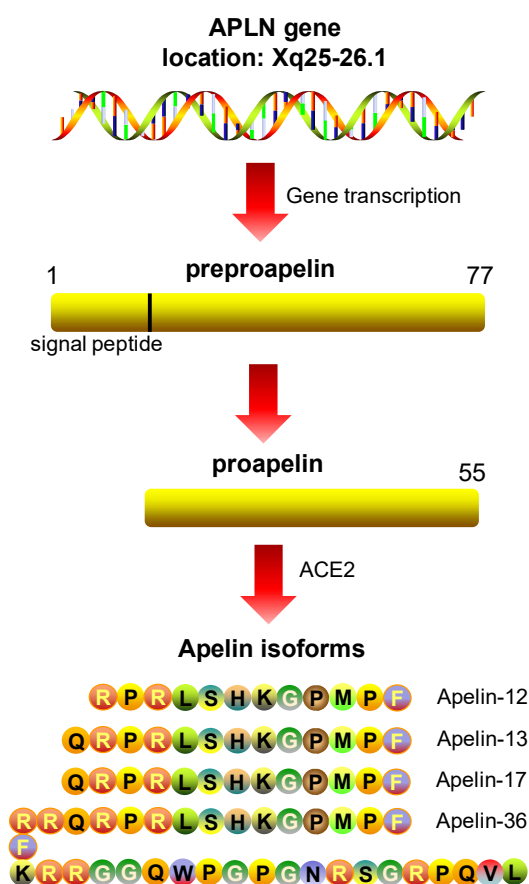 APLN gene
location: Xq25-26.1
Gene transcription
preproapelin
1 77
signal peptide
proapelin
55
ACE2
Apelin isoforms
RPRLSHKGPMPF Apelin-12
QRPRLSHKGPMPF Apelin-13
QRPRLSHKGPMPF Apelin-17
RRQRPRLSHKGPMPF Apelin-36
F
KRRGGQWPGPGNRSGRPQVL